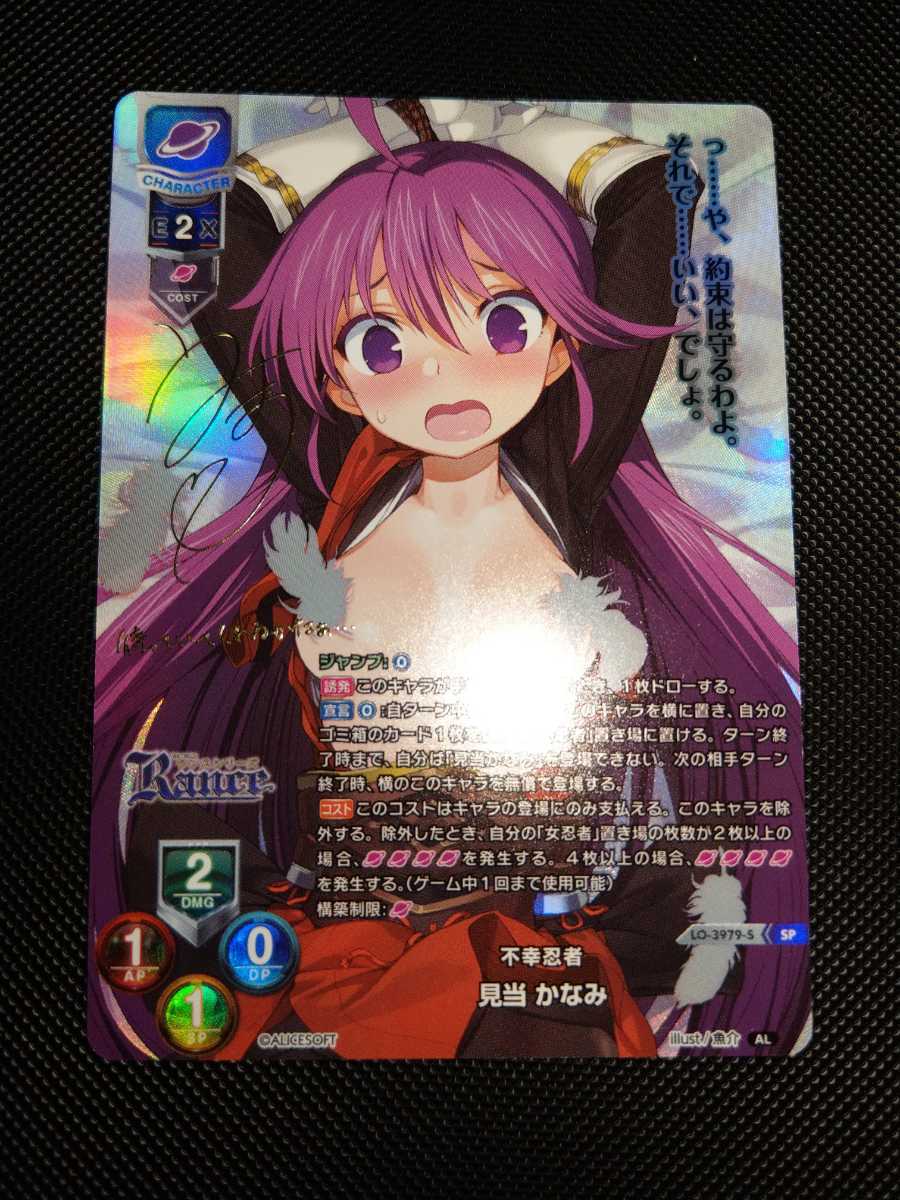 CHARACTER
E 2 X
COST
っ……や、約束は守るわよ。
それで……いい、でしょ。
ジャンプ:0
誘発 このキャラが 、1枚ドローする。
宣言 0:自ターン中 のキャラを横に置き、自分の
ゴミ箱のカード1枚 」置き場に置ける。ターン終
了時まで、自分は「見当かなみ」を登場できない。次の相手ターン
終了時、横のこのキャラを無償で登場する。
コスト このコストはキャラの登場にのみ支払える。このキャラを除
外する。除外したとき、自分の「女忍者」置き場の枚数が2枚以上の
場合、を発生する。4枚以上の場合、
を発生する。(ゲーム中1回まで使用可能)
構築制限:
Rance
2
DMG
1
AP
0
DP
1
SP
LO-3979-S SP
不幸忍者
見当 かなみ
©ALICESOFT
illust/魚介 AL